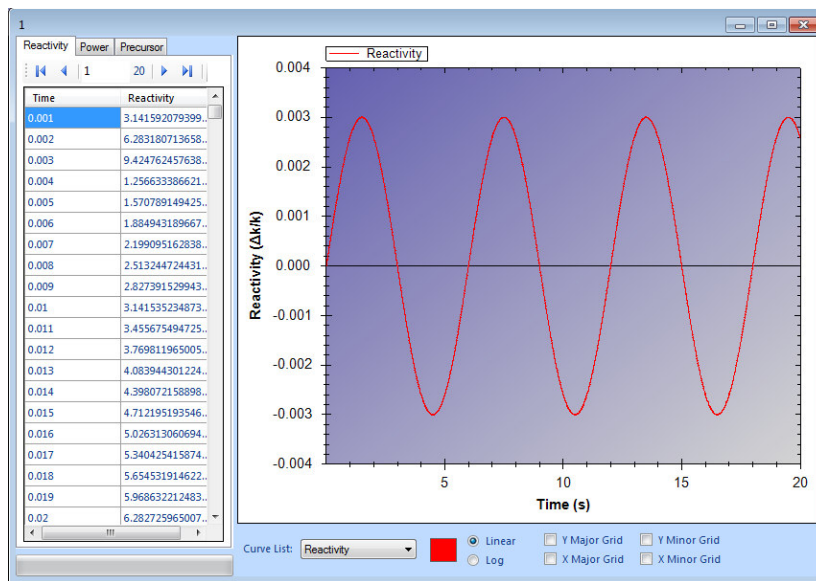 1
Reactivity Power Precursor
1 20
Time Reactivity
0.001 3.141592079399...
0.002 6.283180713658...
0.003 9.424762457638...
0.004 1.256633386621...
0.005 1.570789149425...
0.006 1.884943189667...
0.007 2.199095162838...
0.008 2.513244724431...
0.009 2.827391529943...
0.01 3.141535234873...
0.011 3.455675494725...
0.012 3.769811965005...
0.013 4.083944301224...
0.014 4.398072158898...
0.015 4.712195193546...
0.016 5.026313060694...
0.017 5.340425415874...
0.018 5.654531914622...
0.019 5.968632212483...
0.02 6.282725965007...
Reactivity
0.004
0.003
0.002
0.001
0.000
-0.001
-0.002
-0.003
-0.004
Reactivity (Δk/k)
5 10 15 20
Time (s)
Curve List: Reactivity
Linear
Log
Y Major Grid Y Minor Grid
X Major Grid X Minor Grid